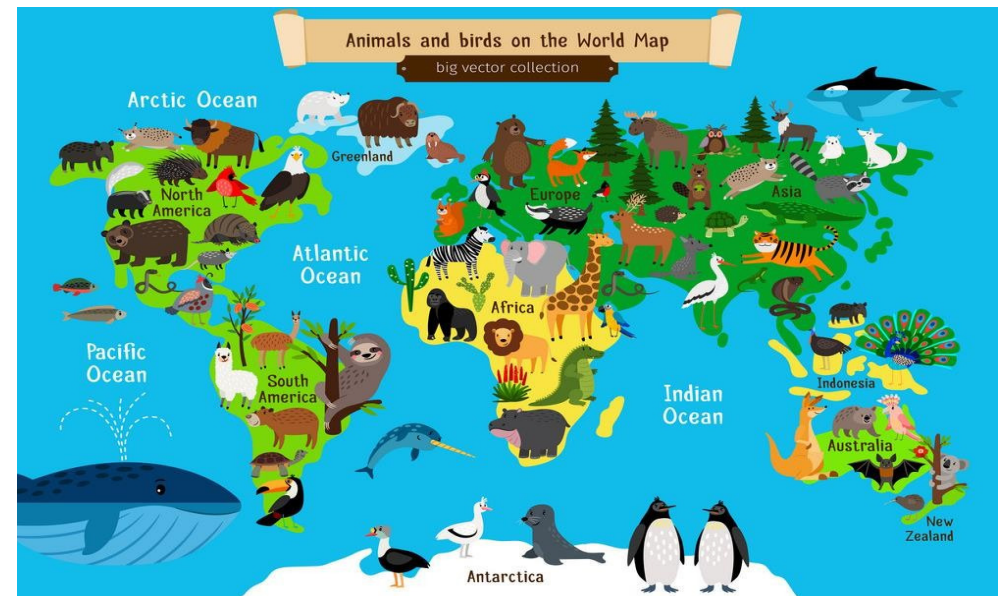 Animals and birds on the World Map
big vector collection
Arctic Ocean
Greenland
North
America
Europe
Asia
Atlantic
Ocean
Africa
Pacific
Ocean
South
America
Indian
Ocean
Indonesia
Australia
New
Zealand
Antarctica